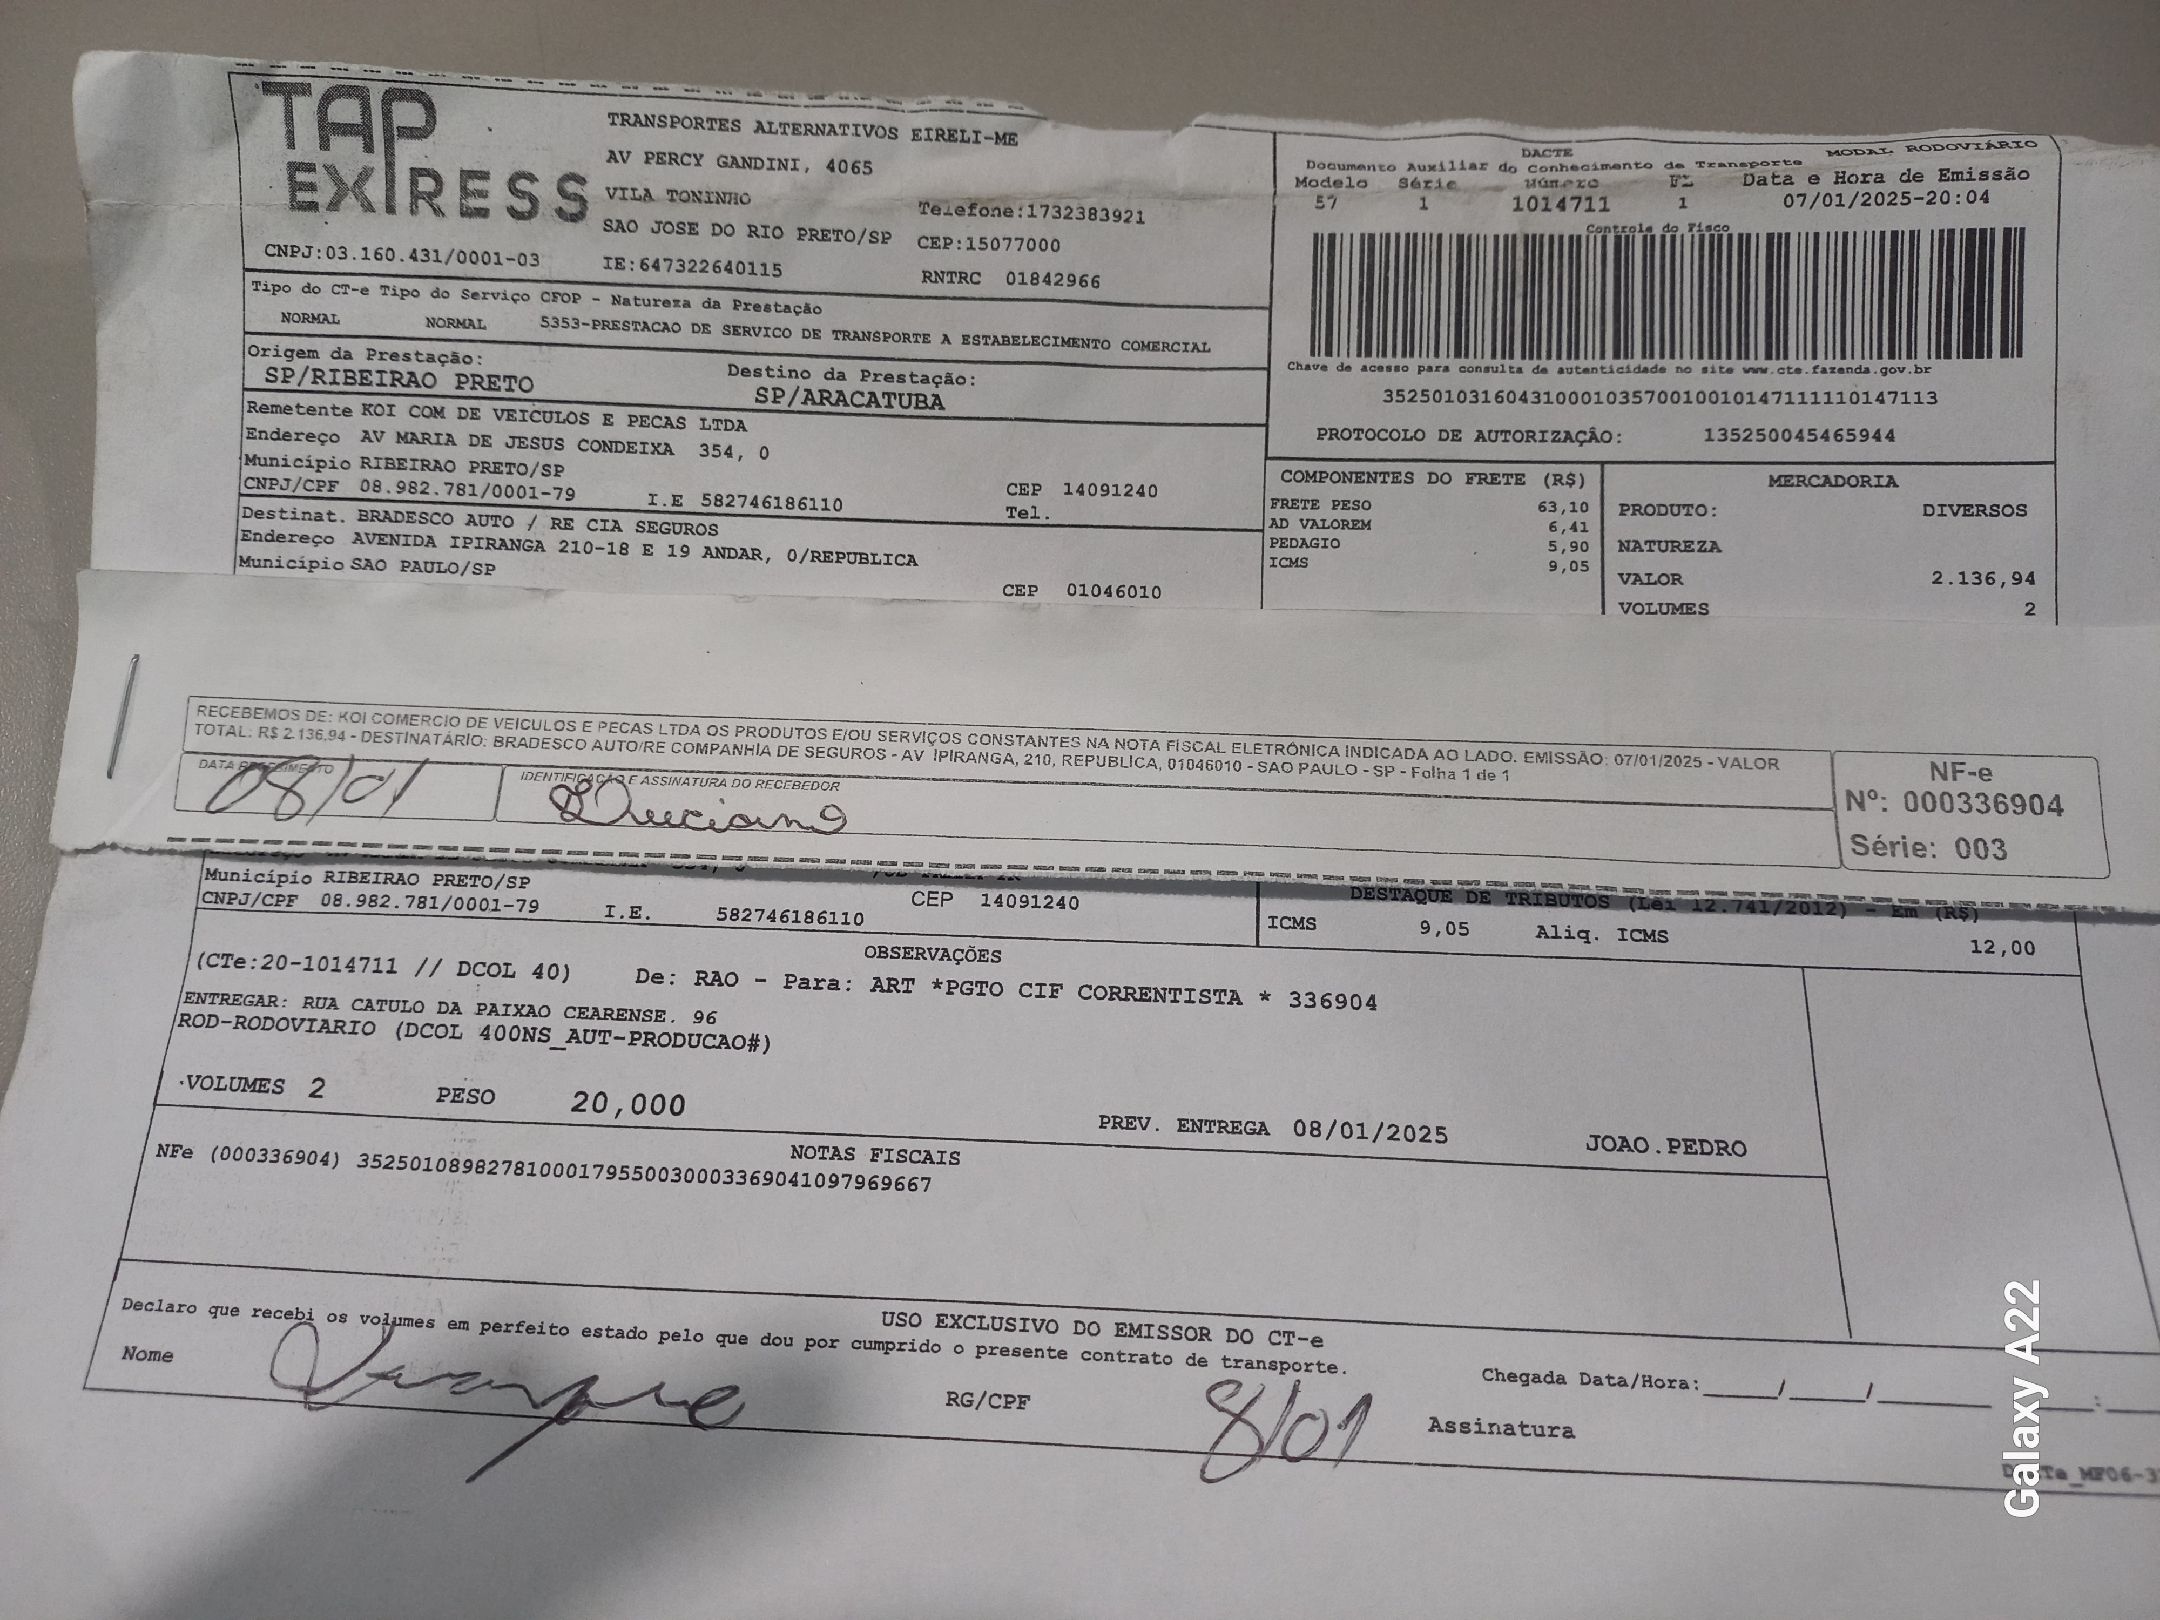 TAP EXPRESS
TRANSPORTES ALTERNATIVOS EIRELI-ME
AV PERCY GANDINI, 4065
VILA TONINHO
Telefone:1732383921
SAO JOSE DO RIO PRETO/SP CEP:15077000
CNPJ:03.160.431/0001-03 IE:647322640115 RNTRC 01842966
DACTE MODAL RODOVIÁRIO
Documento Auxiliar do Conhecimento de Transporte
Modelo Série Número FL Data e Hora de Emissão
57 1 1014711 1 07/01/2025-20:04
Controle do Fisco
Chave de acesso para consulta de autenticidade no site www.cte.fazenda.gov.br
35250103160431000103570010010147111110147113
PROTOCOLO DE AUTORIZAÇÂO: 135250045465944
Tipo do CT-e Tipo do Serviço CFOP - Natureza da Prestação
NORMAL NORMAL 5353-PRESTACAO DE SERVICO DE TRANSPORTE A ESTABELECIMENTO COMERCIAL
Origem da Prestação: Destino da Prestação:
SP/RIBEIRAO PRETO SP/ARACATUBA
Remetente KOI COM DE VEICULOS E PECAS LTDA
Endereço AV MARIA DE JESUS CONDEIXA 354, 0
Município RIBEIRAO PRETO/SP CEP 14091240
CNPJ/CPF 08.982.781/0001-79 I.E 582746186110 Tel.
Destinat. BRADESCO AUTO / RE CIA SEGUROS
Endereço AVENIDA IPIRANGA 210-18 E 19 ANDAR, 0/REPUBLICA
Município SAO PAULO/SP CEP 01046010
COMPONENTES DO FRETE (R$)
FRETE PESO 63,10
AD VALOREM 6,41
PEDAGIO 5,90
ICMS 9,05
MERCADORIA
PRODUTO: DIVERSOS
NATUREZA
VALOR 2.136,94
VOLUMES 2
RECEBEMOS DE: KOI COMERCIO DE VEICULOS E PECAS LTDA OS PRODUTOS E/OU SERVIÇOS CONSTANTES NA NOTA FISCAL ELETRÔNICA INDICADA AO LADO. EMISSÃO: 07/01/2025 - VALOR
TOTAL: R$ 2.136,94 - DESTINATÁRIO: BRADESCO AUTO/RE COMPANHIA DE SEGUROS - AV IPIRANGA, 210, REPUBLICA, 01046010 - SAO PAULO - SP - Folha 1 de 1
DATA RECEBIMENTO IDENTIFICAÇÃO E ASSINATURA DO RECEBEDOR
08/01
NF-e
Nº: 000336904
Série: 003
Município RIBEIRAO PRETO/SP CEP 14091240
CNPJ/CPF 08.982.781/0001-79 I.E. 582746186110
DESTAQUE DE TRIBUTOS (Lei 12.741/2012) - Em (R$)
ICMS 9,05 Aliq. ICMS 12,00
OBSERVAÇÕES
(CTe:20-1014711 // DCOL 40) De: RAO - Para: ART *PGTO CIF CORRENTISTA * 336904
ENTREGAR: RUA CATULO DA PAIXAO CEARENSE. 96
ROD-RODOVIARIO (DCOL 400NS_AUT-PRODUCAO#)
VOLUMES 2 PESO 20,000 PREV. ENTREGA 08/01/2025 JOAO.PEDRO
NOTAS FISCAIS
NFe (000336904) 35250108982781000179550030003369041097969667
USO EXCLUSIVO DO EMISSOR DO CT-e
Declaro que recebi os volumes em perfeito estado pelo que dou por cumprido o presente contrato de transporte.
Nome RG/CPF 8/01 Chegada Data/Hora:_____/_____/_______ :
Assinatura
Galaxy A22